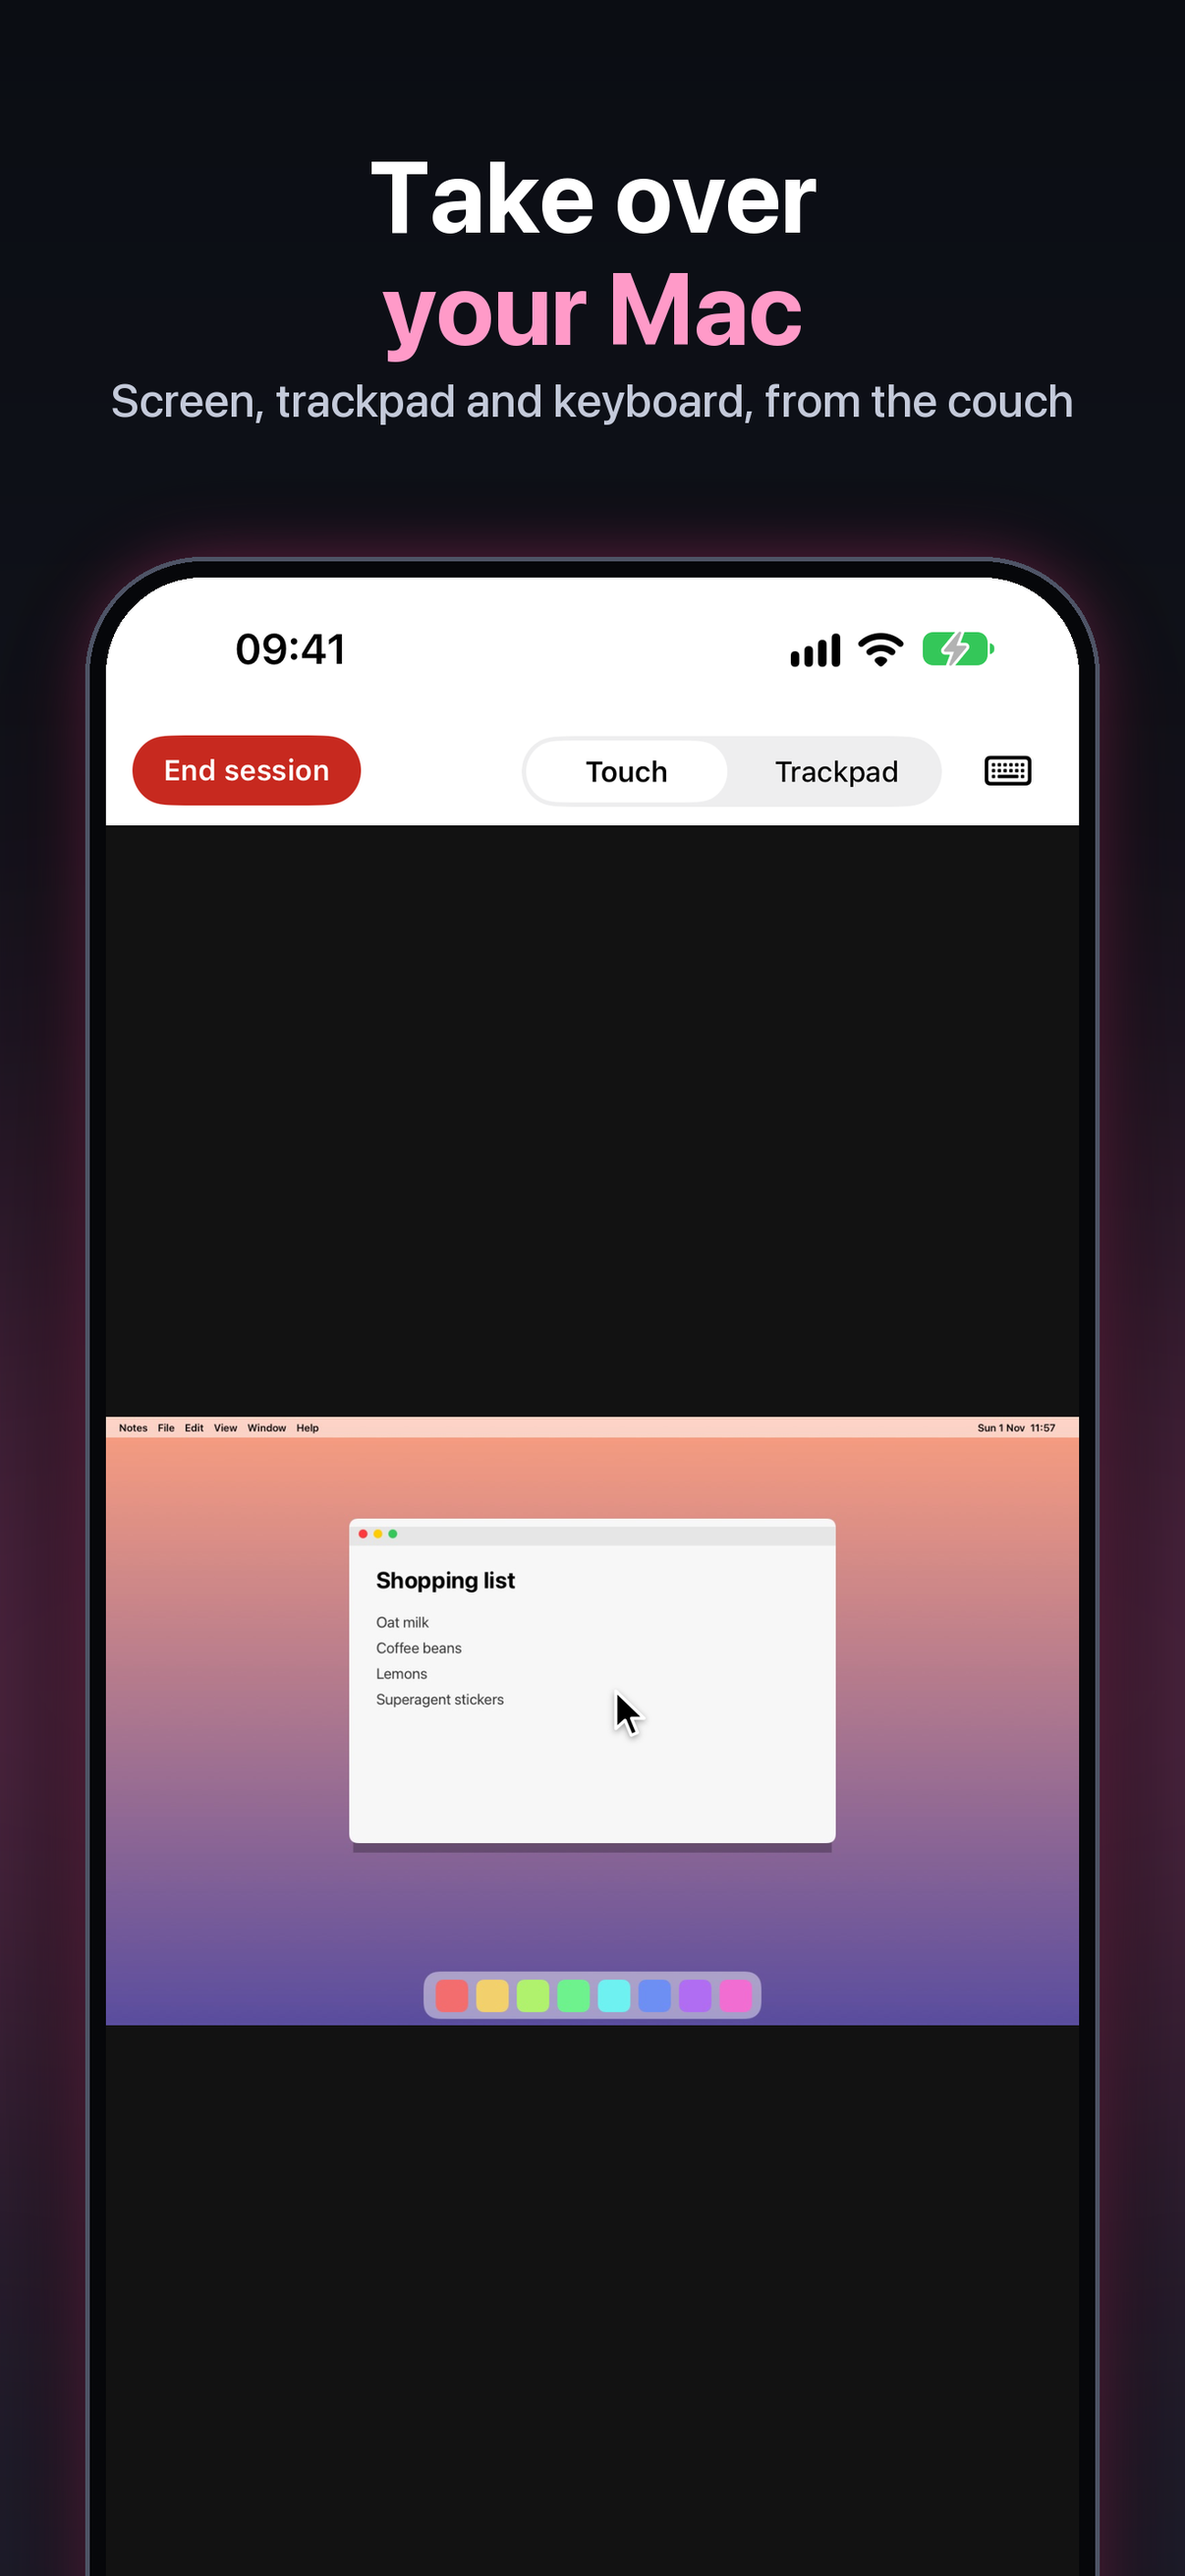 Take over
your Mac
Screen, trackpad and keyboard, from the couch
09:41
End session Touch Trackpad
Notes File Edit View Window Help Sun 1 Nov 11:57
Shopping list
Oat milk
Coffee beans
Lemons
Superagent stickers